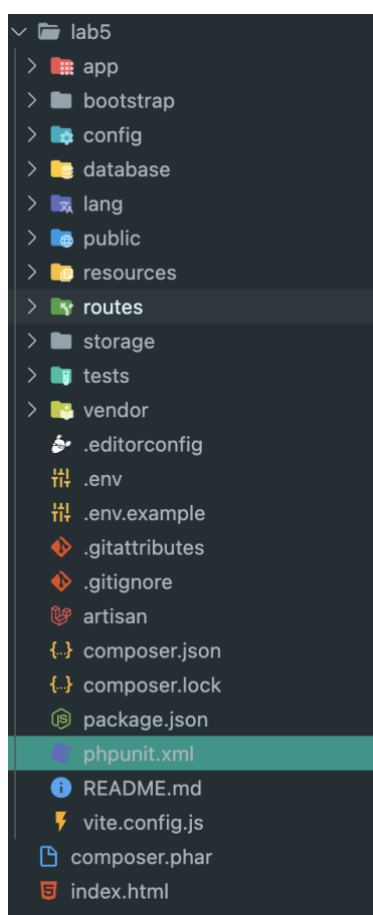 lab5
app
bootstrap
config
database
lang
public
resources
routes
storage
tests
vendor
.editorconfig
.env
.env.example
.gitattributes
.gitignore
artisan
composer.json
composer.lock
package.json
phpunit.xml
README.md
vite.config.js
composer.phar
index.html